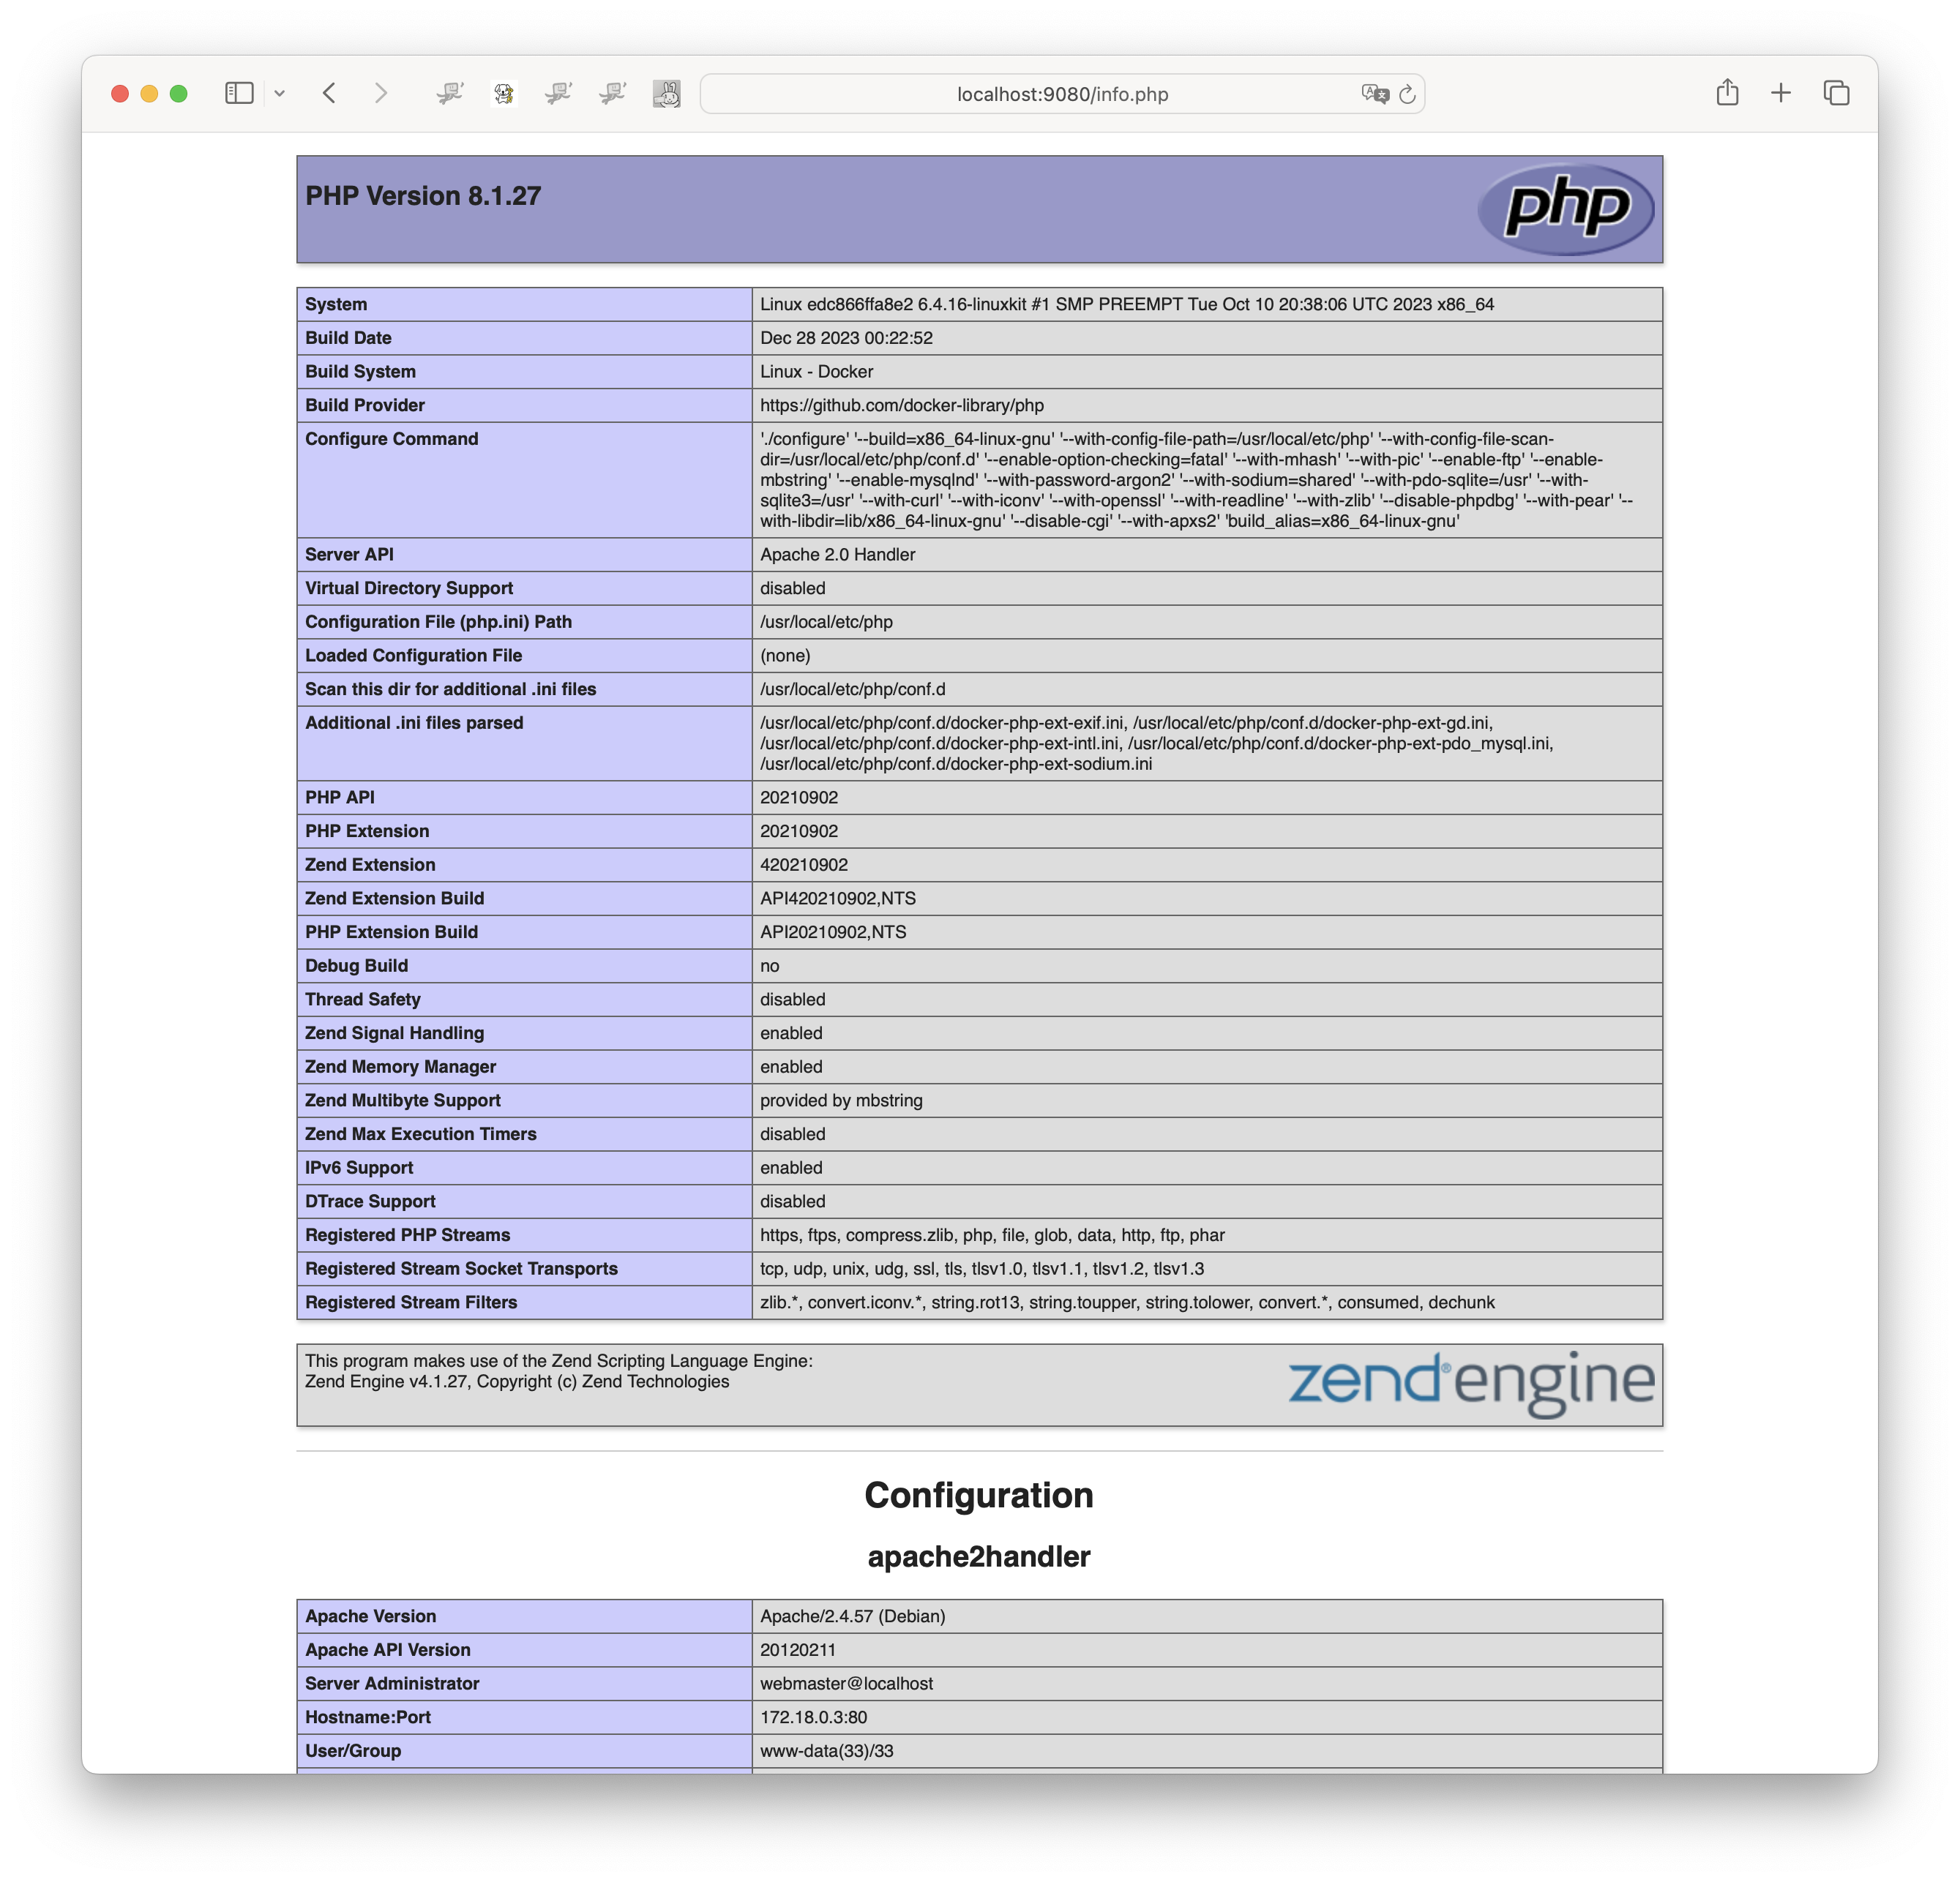 localhost:9080/info.php
PHP Version 8.1.27
php
System Linux edc866ffa8e2 6.4.16-linuxkit #1 SMP PREEMPT Tue Oct 10 20:38:06 UTC 2023 x86_64
Build Date Dec 28 2023 00:22:52
Build System Linux - Docker
Build Provider https://github.com/docker-library/php
Configure Command './configure' '--build=x86_64-linux-gnu' '--with-config-file-path=/usr/local/etc/php' '--with-config-file-scan-
dir=/usr/local/etc/php/conf.d' '--enable-option-checking=fatal' '--with-mhash' '--with-pic' '--enable-ftp' '--enable-
mbstring' '--enable-mysqlnd' '--with-password-argon2' '--with-sodium=shared' '--with-pdo-sqlite=/usr' '--with-
sqlite3=/usr' '--with-curl' '--with-iconv' '--with-openssl' '--with-readline' '--with-zlib' '--disable-phpdbg' '--with-pear' '--
with-libdir=lib/x86_64-linux-gnu' '--disable-cgi' '--with-apxs2' 'build_alias=x86_64-linux-gnu'
Server API Apache 2.0 Handler
Virtual Directory Support disabled
Configuration File (php.ini) Path /usr/local/etc/php
Loaded Configuration File (none)
Scan this dir for additional .ini files /usr/local/etc/php/conf.d
Additional .ini files parsed /usr/local/etc/php/conf.d/docker-php-ext-exif.ini, /usr/local/etc/php/conf.d/docker-php-ext-gd.ini,
/usr/local/etc/php/conf.d/docker-php-ext-intl.ini, /usr/local/etc/php/conf.d/docker-php-ext-pdo_mysql.ini,
/usr/local/etc/php/conf.d/docker-php-ext-sodium.ini
PHP API 20210902
PHP Extension 20210902
Zend Extension 420210902
Zend Extension Build API420210902,NTS
PHP Extension Build API20210902,NTS
Debug Build no
Thread Safety disabled
Zend Signal Handling enabled
Zend Memory Manager enabled
Zend Multibyte Support provided by mbstring
Zend Max Execution Timers disabled
IPv6 Support enabled
DTrace Support disabled
Registered PHP Streams https, ftps, compress.zlib, php, file, glob, data, http, ftp, phar
Registered Stream Socket Transports tcp, udp, unix, udg, ssl, tls, tlsv1.0, tlsv1.1, tlsv1.2, tlsv1.3
Registered Stream Filters zlib.*, convert.iconv.*, string.rot13, string.toupper, string.tolower, convert.*, consumed, dechunk
This program makes use of the Zend Scripting Language Engine:
Zend Engine v4.1.27, Copyright (c) Zend Technologies
zend® engine
Configuration
apache2handler
Apache Version Apache/2.4.57 (Debian)
Apache API Version 20120211
Server Administrator webmaster@localhost
Hostname:Port 172.18.0.3:80
User/Group www-data(33)/33